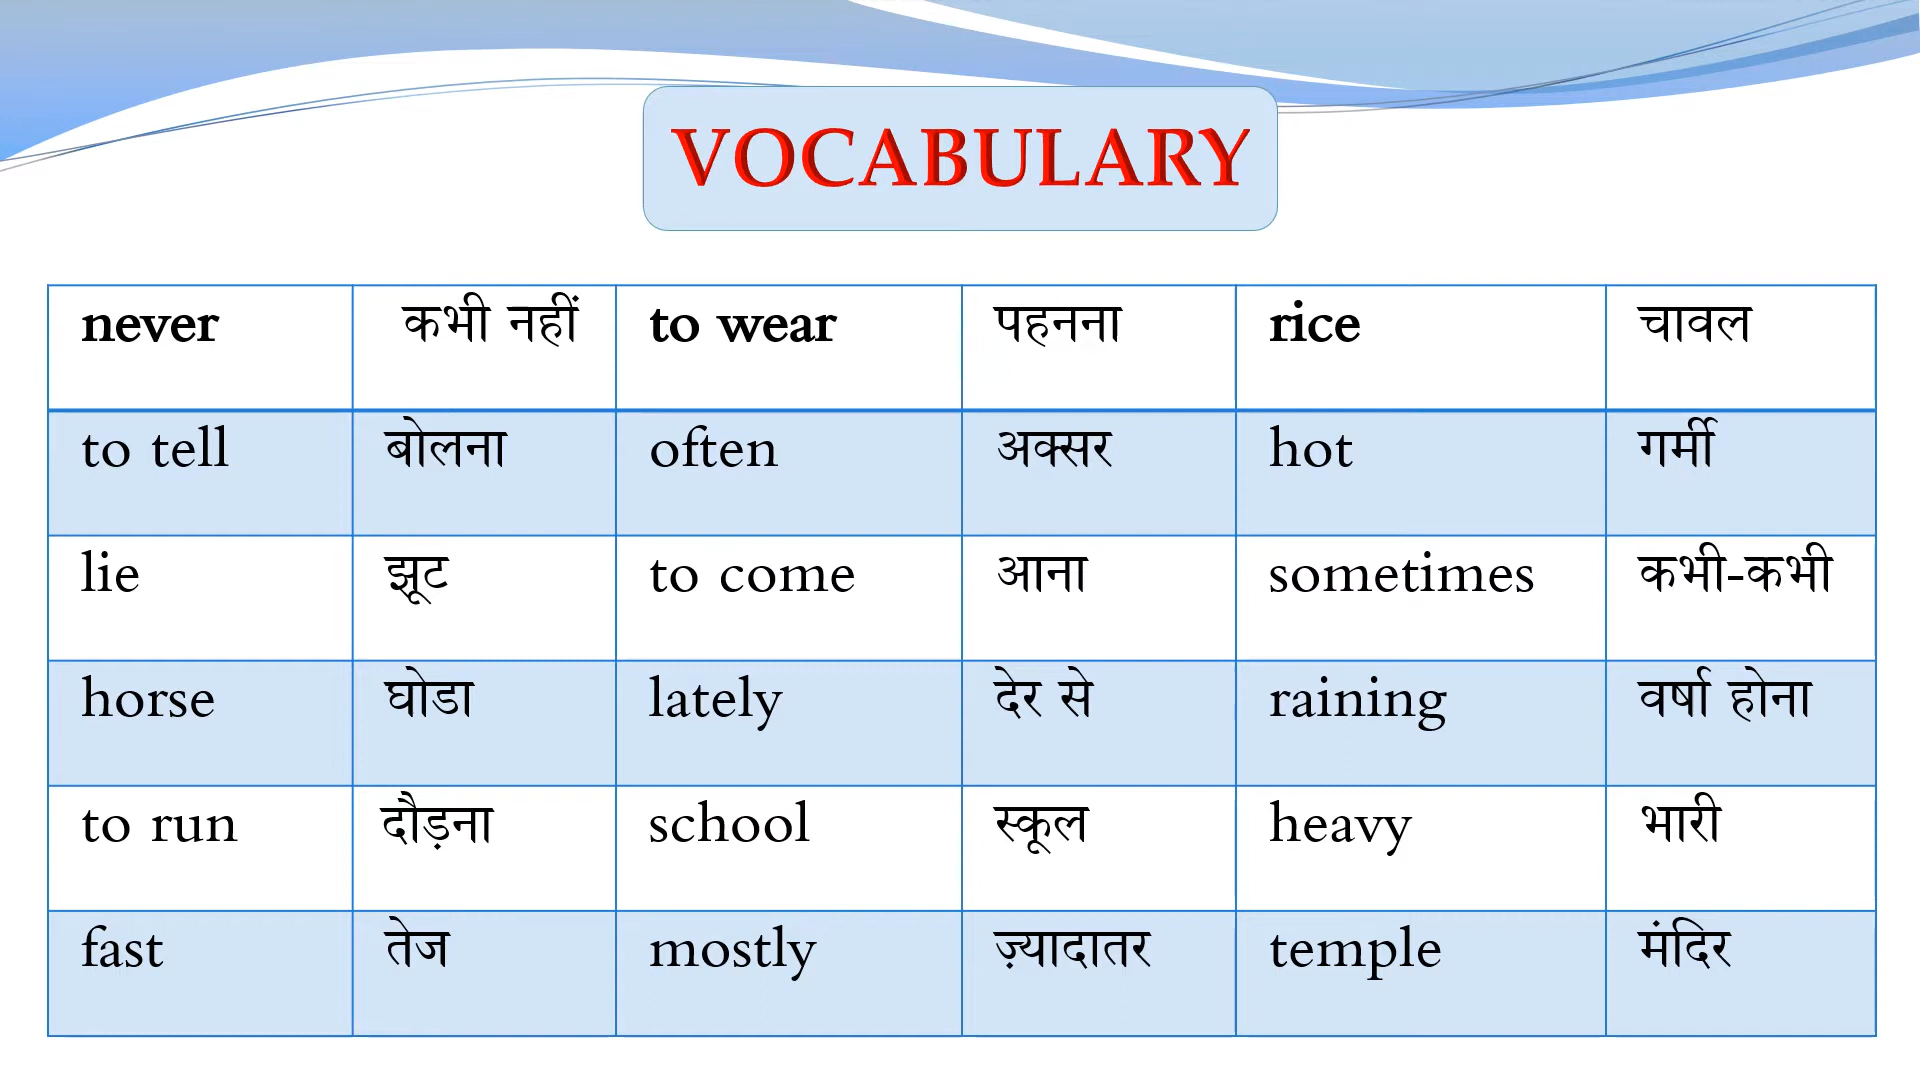 VOCABULARY
never कभी नहीं to wear पहनना rice चावल
to tell बोलना often अक्सर hot गर्मी
lie झूट to come आना sometimes कभी-कभी
horse घोडा lately देर से raining वर्षा होना
to run दौड़ना school स्कूल heavy भारी
fast तेज mostly ज़्यादातर temple मंदिर